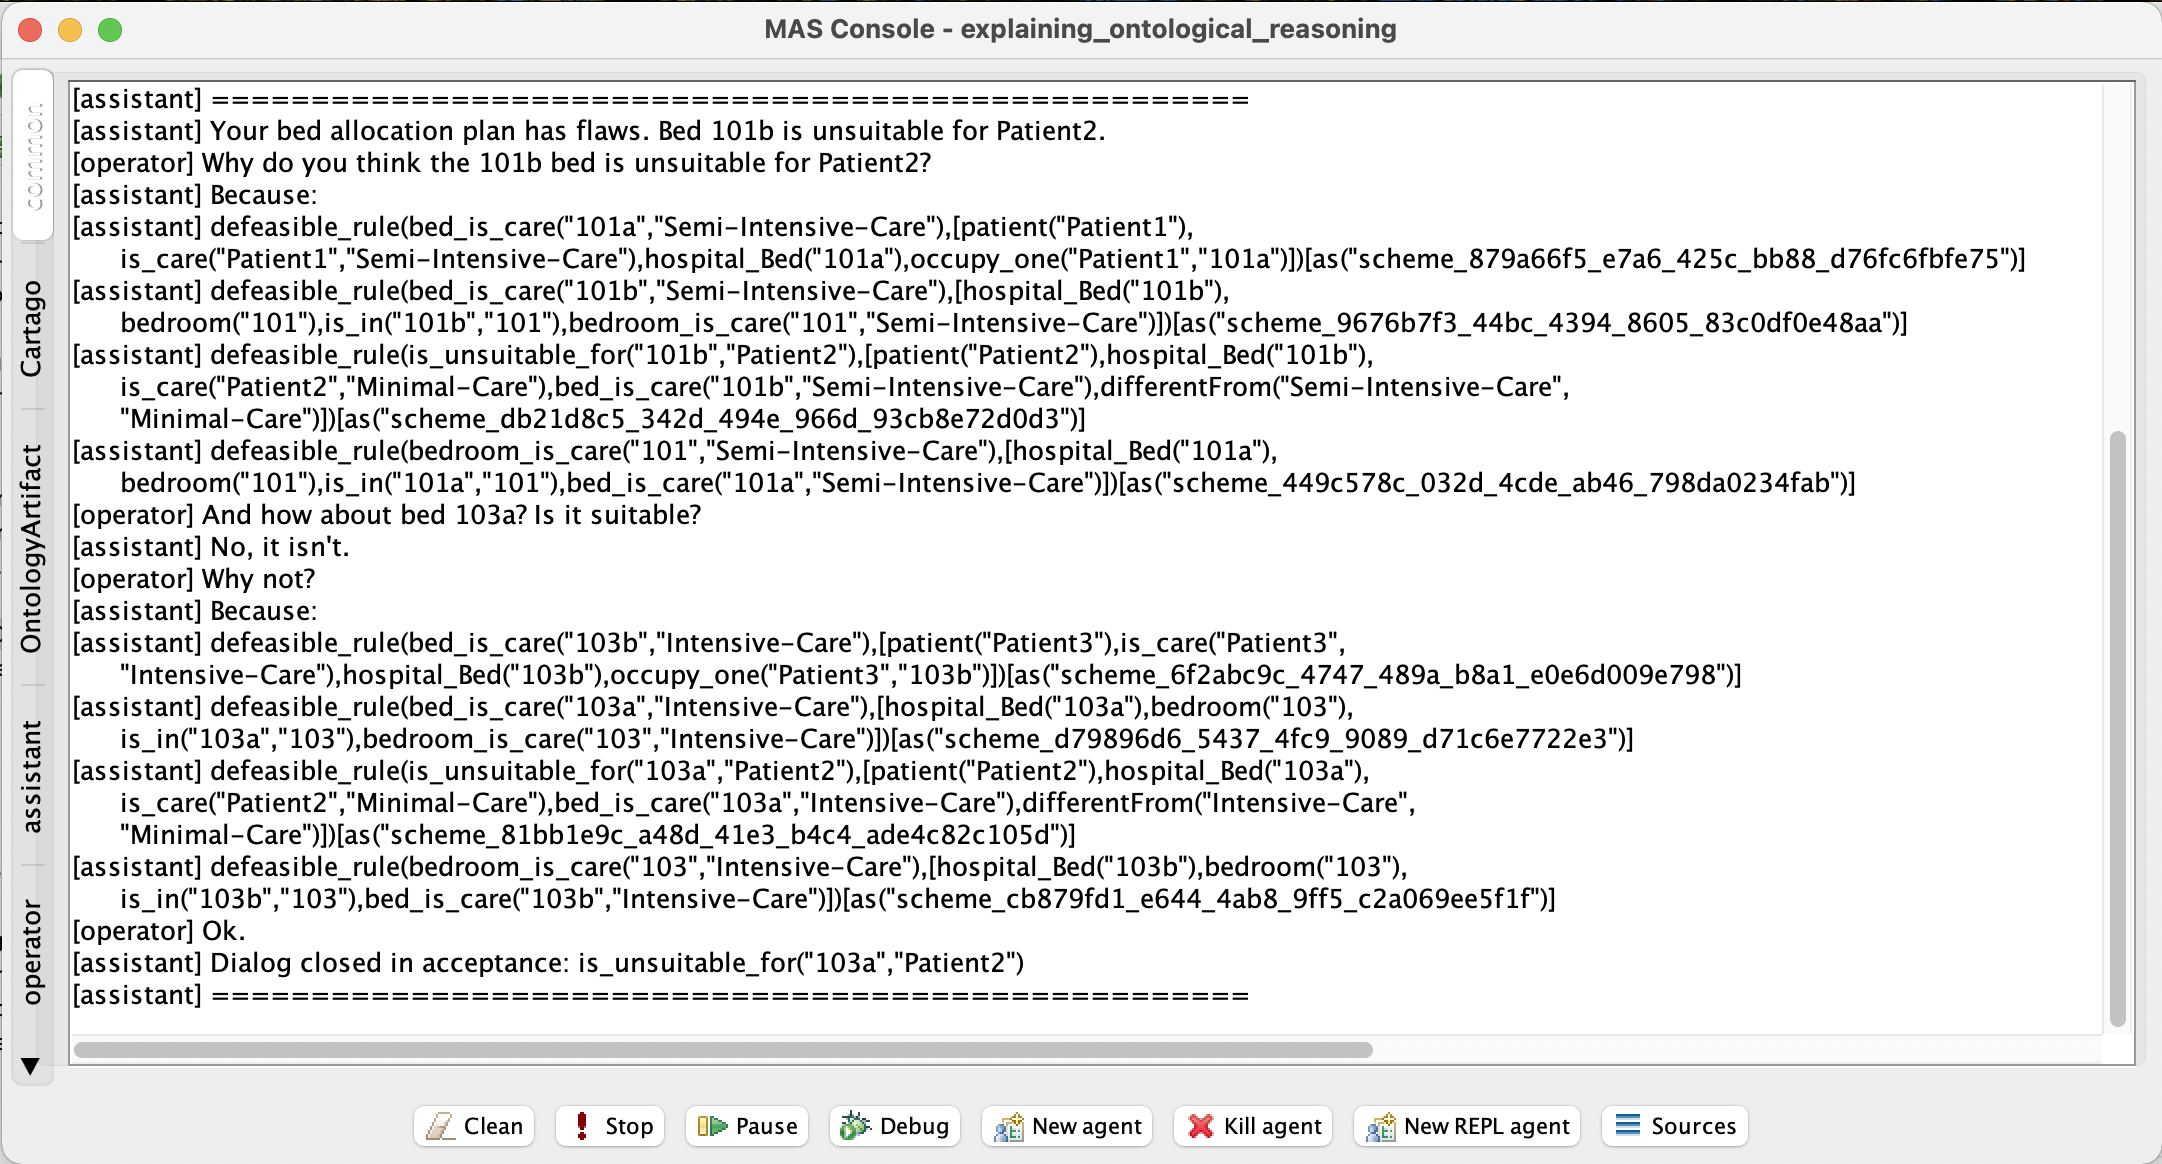 MAS Console - explaining_ontological_reasoning
common
Cartago
OntologyArtifact
assistant
operator
[assistant] ====================================================
[assistant] Your bed allocation plan has flaws. Bed 101b is unsuitable for Patient2.
[operator] Why do you think the 101b bed is unsuitable for Patient2?
[assistant] Because:
[assistant] defeasible_rule(bed_is_care("101a","Semi-Intensive-Care"),[patient("Patient1"),
is_care("Patient1","Semi-Intensive-Care"),hospital_Bed("101a"),occupy_one("Patient1","101a")])[as("scheme_879a66f5_e7a6_425c_bb88_d76fc6fbfe75")]
[assistant] defeasible_rule(bed_is_care("101b","Semi-Intensive-Care"),[hospital_Bed("101b"),
bedroom("101"),is_in("101b","101"),bedroom_is_care("101","Semi-Intensive-Care")])[as("scheme_9676b7f3_44bc_4394_8605_83c0df0e48aa")]
[assistant] defeasible_rule(is_unsuitable_for("101b","Patient2"),[patient("Patient2"),hospital_Bed("101b"),
is_care("Patient2","Minimal-Care"),bed_is_care("101b","Semi-Intensive-Care"),differentFrom("Semi-Intensive-Care",
"Minimal-Care")])[as("scheme_db21d8c5_342d_494e_966d_93cb8e72d0d3")]
[assistant] defeasible_rule(bedroom_is_care("101","Semi-Intensive-Care"),[hospital_Bed("101a"),
bedroom("101"),is_in("101a","101"),bed_is_care("101a","Semi-Intensive-Care")])[as("scheme_449c578c_032d_4cde_ab46_798da0234fab")]
[operator] And how about bed 103a? Is it suitable?
[assistant] No, it isn't.
[operator] Why not?
[assistant] Because:
[assistant] defeasible_rule(bed_is_care("103b","Intensive-Care"),[patient("Patient3"),is_care("Patient3",
"Intensive-Care"),hospital_Bed("103b"),occupy_one("Patient3","103b")])[as("scheme_6f2abc9c_4747_489a_b8a1_e0e6d009e798")]
[assistant] defeasible_rule(bed_is_care("103a","Intensive-Care"),[hospital_Bed("103a"),bedroom("103"),
is_in("103a","103"),bedroom_is_care("103","Intensive-Care")])[as("scheme_d79896d6_5437_4fc9_9089_d71c6e7722e3")]
[assistant] defeasible_rule(is_unsuitable_for("103a","Patient2"),[patient("Patient2"),hospital_Bed("103a"),
is_care("Patient2","Minimal-Care"),bed_is_care("103a","Intensive-Care"),differentFrom("Intensive-Care",
"Minimal-Care")])[as("scheme_81bb1e9c_a48d_41e3_b4c4_ade4c82c105d")]
[assistant] defeasible_rule(bedroom_is_care("103","Intensive-Care"),[hospital_Bed("103b"),bedroom("103"),
is_in("103b","103"),bed_is_care("103b","Intensive-Care")])[as("scheme_cb879fd1_e644_4ab8_9ff5_c2a069ee5f1f")]
[operator] Ok.
[assistant] Dialog closed in acceptance: is_unsuitable_for("103a","Patient2")
[assistant] ====================================================
Clean
Stop
Pause
Debug
New agent
Kill agent
New REPL agent
Sources